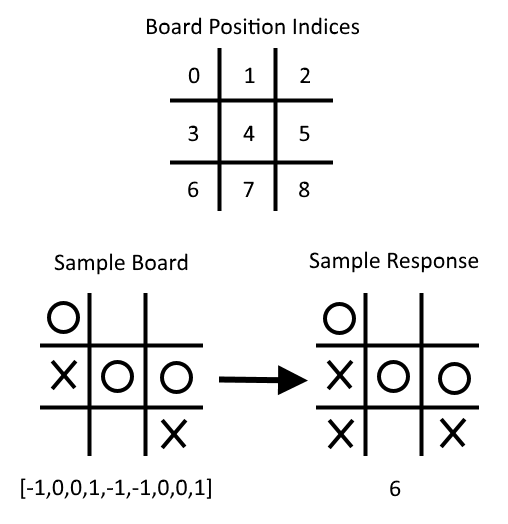 Board Position Indices
0 1 2
3 4 5
6 7 8
Sample Board
Sample Response
O
O
X O O
X O O
X
X X
[-1,0,0,1,-1,-1,0,0,1]
6